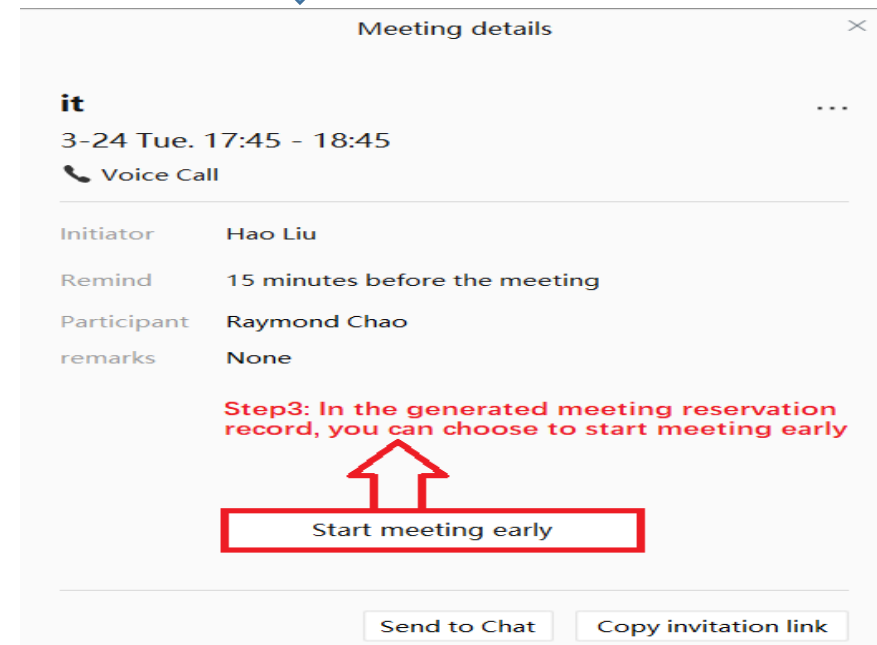 Meeting details
it
...
3-24 Tue. 17:45 - 18:45
Voice Call
Initiator Hao Liu
Remind 15 minutes before the meeting
Participant Raymond Chao
remarks None
Step3: In the generated meeting reservation
record, you can choose to start meeting early
Start meeting early
Send to Chat Copy invitation link